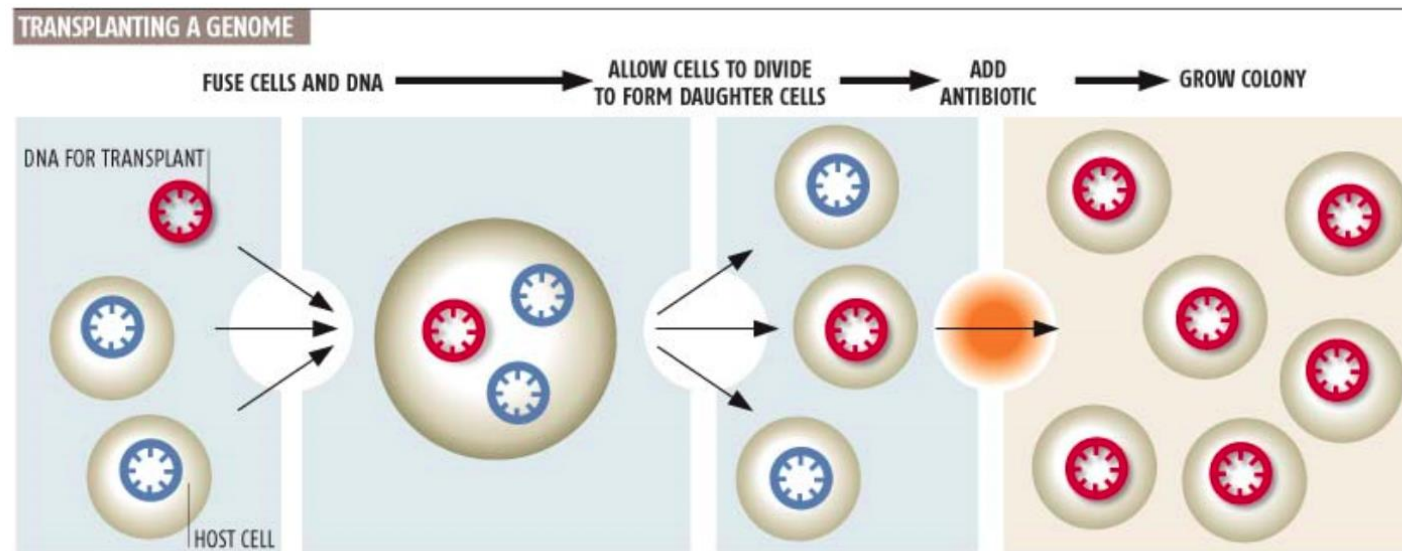 TRANSPLANTING A GENOME
FUSE CELLS AND DNA
ALLOW CELLS TO DIVIDE
TO FORM DAUGHTER CELLS
ADD
ANTIBIOTIC
GROW COLONY
DNA FOR TRANSPLANT
HOST CELL